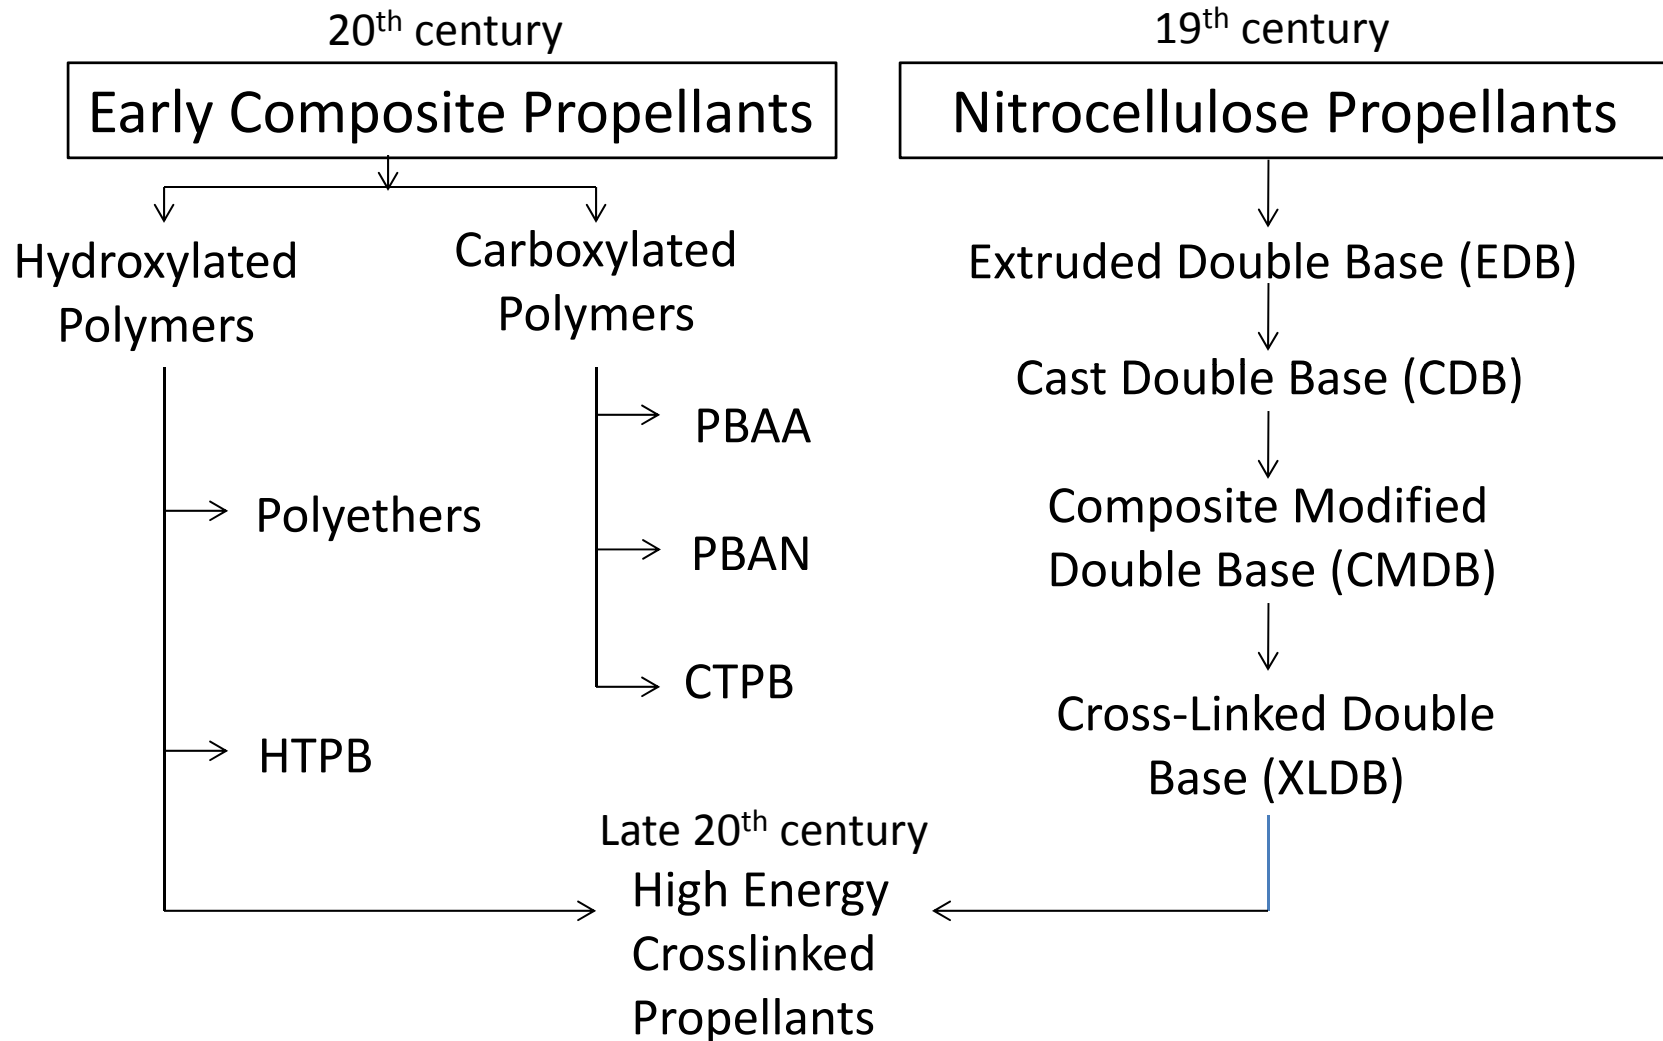 20th century
Early Composite Propellants
Hydroxylated
Polymers
Polyethers
HTPB
Carboxylated
Polymers
PBAA
PBAN
CTPB
19th century
Nitrocellulose Propellants
Extruded Double Base (EDB)
Cast Double Base (CDB)
Composite Modified
Double Base (CMDB)
Cross-Linked Double
Base (XLDB)
Late 20th century
High Energy
Crosslinked
Propellants